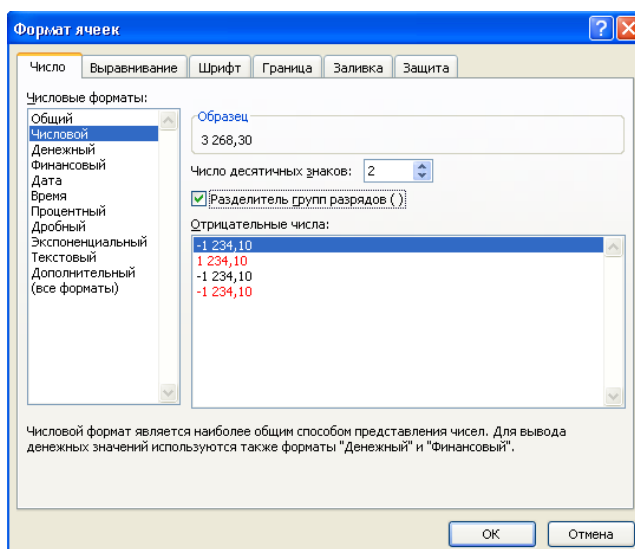 Формат ячеек
Число Выравнивание Шрифт Граница Заливка Защита
Числовые форматы:
Общий
Числовой
Денежный
Финансовый
Дата
Время
Процентный
Дробный
Экспоненциальный
Текстовый
Дополнительный
(все форматы)
Образец
3 268,30
Число десятичных знаков: 2
Разделитель групп разрядов ( )
Отрицательные числа:
-1 234,10
1 234,10
-1 234,10
-1 234,10
Числовой формат является наиболее общим способом представления чисел. Для вывода
денежных значений используются также форматы "Денежный" и "Финансовый".
ОК Отмена